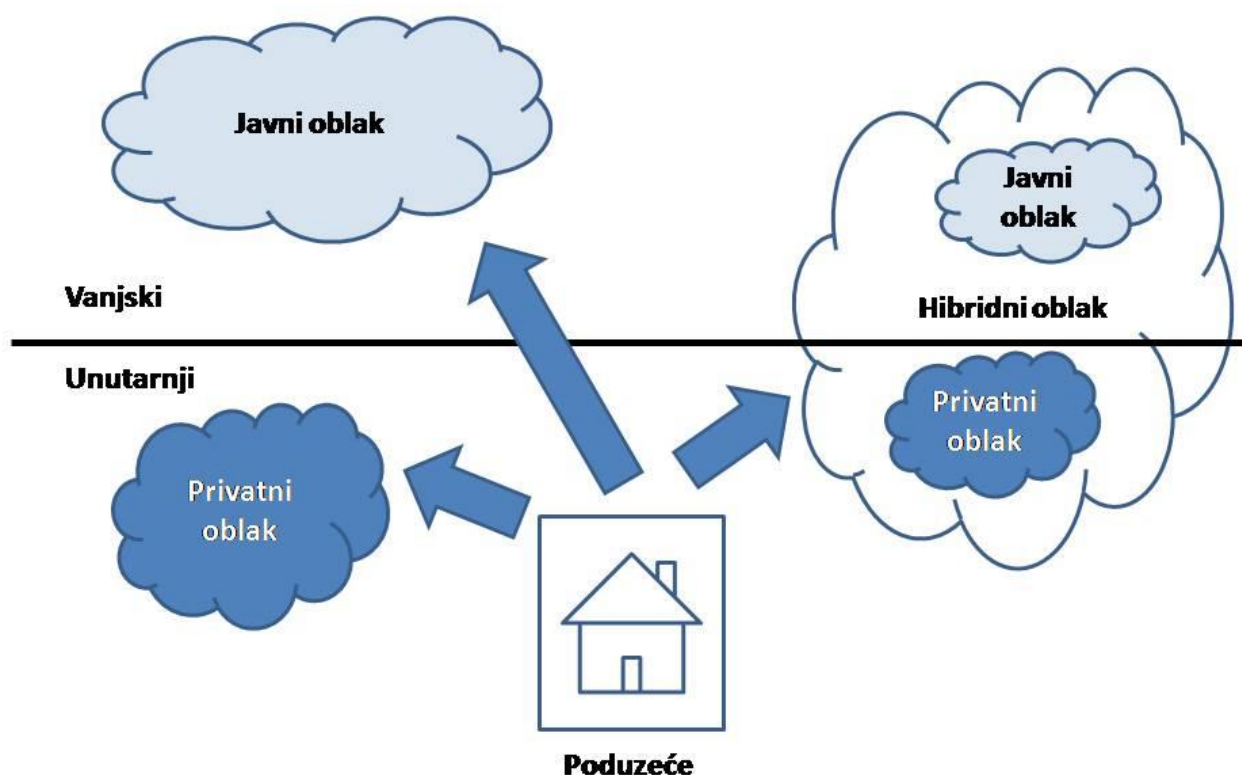 Javni oblak
Javni
oblak
Vanjski
Hibridni oblak
Unutarnji
Privatni
oblak
Privatni
oblak
Poduzeće